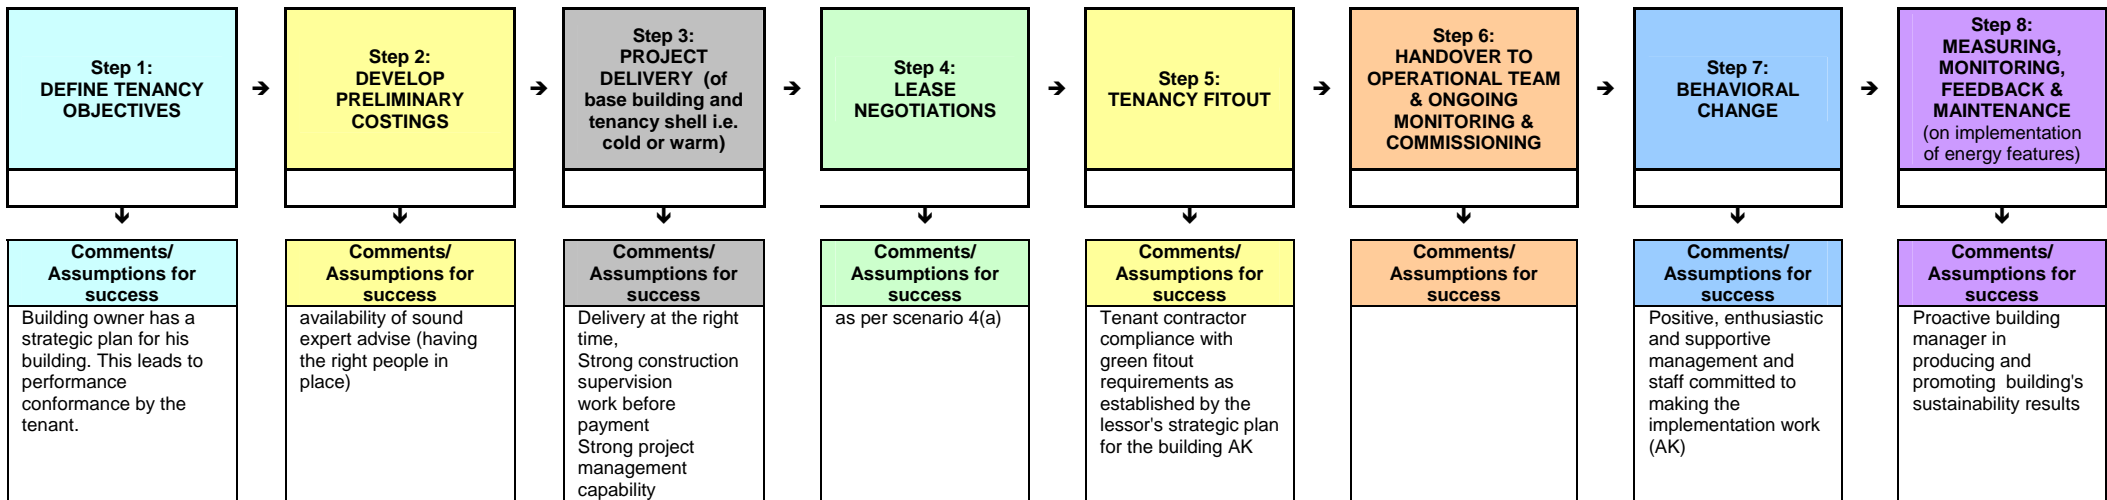 Step 1:
DEFINE TENANCY
OBJECTIVES
Step 2:
DEVELOP
PRELIMINARY
COSTINGS
Step 3:
PROJECT
DELIVERY (of
base building and
tenancy shell i.e.
cold or warm)
Step 4:
LEASE
NEGOTIATIONS
Step 5:
TENANCY FITOUT
Step 6:
HANDOVER TO
OPERATIONAL TEAM
& ONGOING
MONITORING &
COMMISSIONING
Step 7:
BEHAVIORAL
CHANGE
Step 8:
MEASURING,
MONITORING,
FEEDBACK &
MAINTENANCE
(on implementation
of energy features)
Comments/
Assumptions for
success
Building owner has a
strategic plan for his
building. This leads to
performance
conformance by the
tenant.
Comments/
Assumptions for
success
availability of sound
expert advise (having
the right people in
place)
Comments/
Assumptions for
success
Delivery at the right
time,
Strong construction
supervision
work before
payment
Strong project
management
capability
Comments/
Assumptions for
success
as per scenario 4(a)
Comments/
Assumptions for
success
Tenant contractor
compliance with
green fitout
requirements as
established by the
lessor's strategic plan
for the building AK
Comments/
Assumptions for
success
Comments/
Assumptions for
success
Positive, enthusiastic
and supportive
management and
staff committed to
making the
implementation work
(AK)
Comments/
Assumptions for
success
Proactive building
manager in
producing and
promoting building's
sustainability results